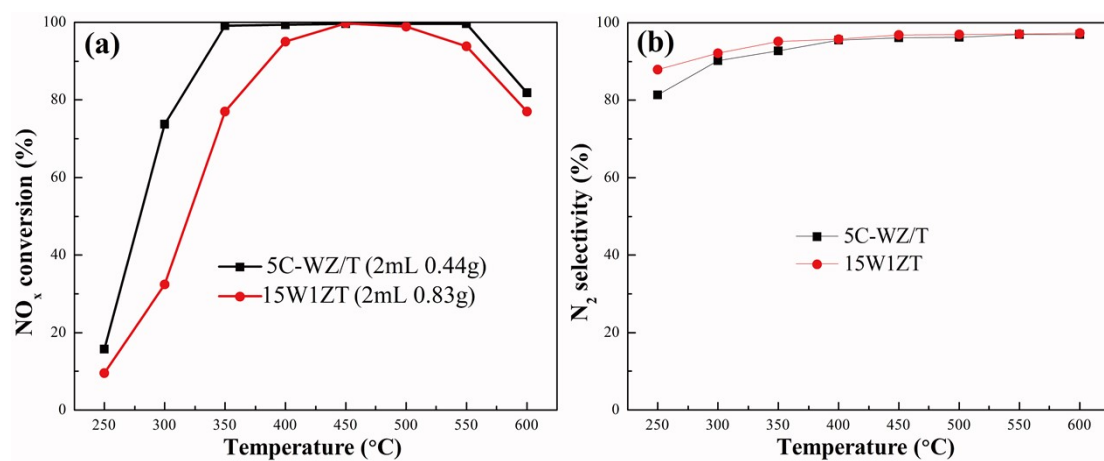 (a)
NOx conversion (%)
100
80
60
40
20
0
5C-WZ/T (2mL 0.44g)
15W1ZT (2mL 0.83g)
250 300 350 400 450 500 550 600
Temperature (°C)
(b)
N2 selectivity (%)
100
80
60
40
20
0
5C-WZ/T
15W1ZT
250 300 350 400 450 500 550 600
Temperature (°C)